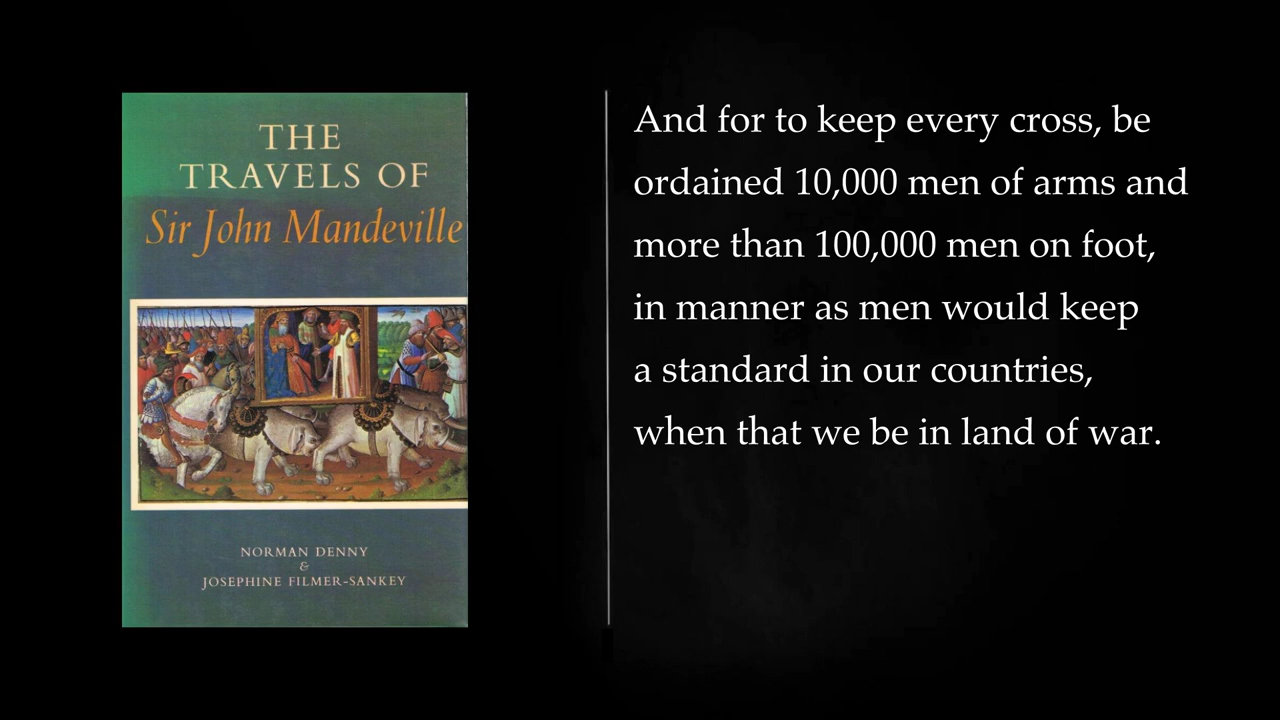 THE
TRAVELS OF
Sir John Mandeville
NORMAN DENNY
&
JOSEPHINE FILMER-SANKEY
And for to keep every cross, be
ordained 10,000 men of arms and
more than 100,000 men on foot,
in manner as men would keep
a standard in our countries,
when that we be in land of war.